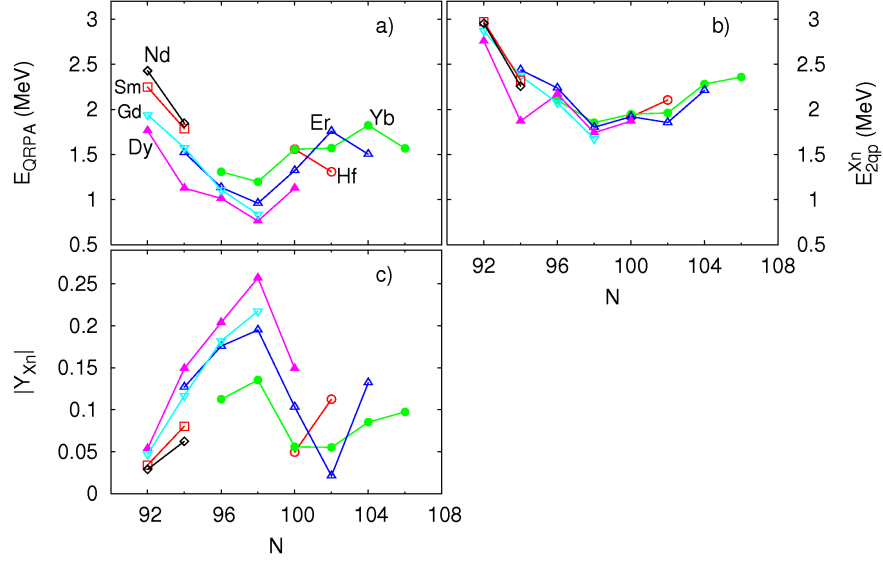 a)
b)
3
2.5
2
1.5
1
0.5
E_QRPA (MeV)
Nd
Sm
Gd
Dy
Er
Yb
Hf
3
2.5
2
1.5
1
0.5
E_2qp^Xn (MeV)
92 96 100 104 108
N
c)
0.25
0.2
0.15
0.1
0.05
0
|Y_Xn|
92 96 100 104 108
N